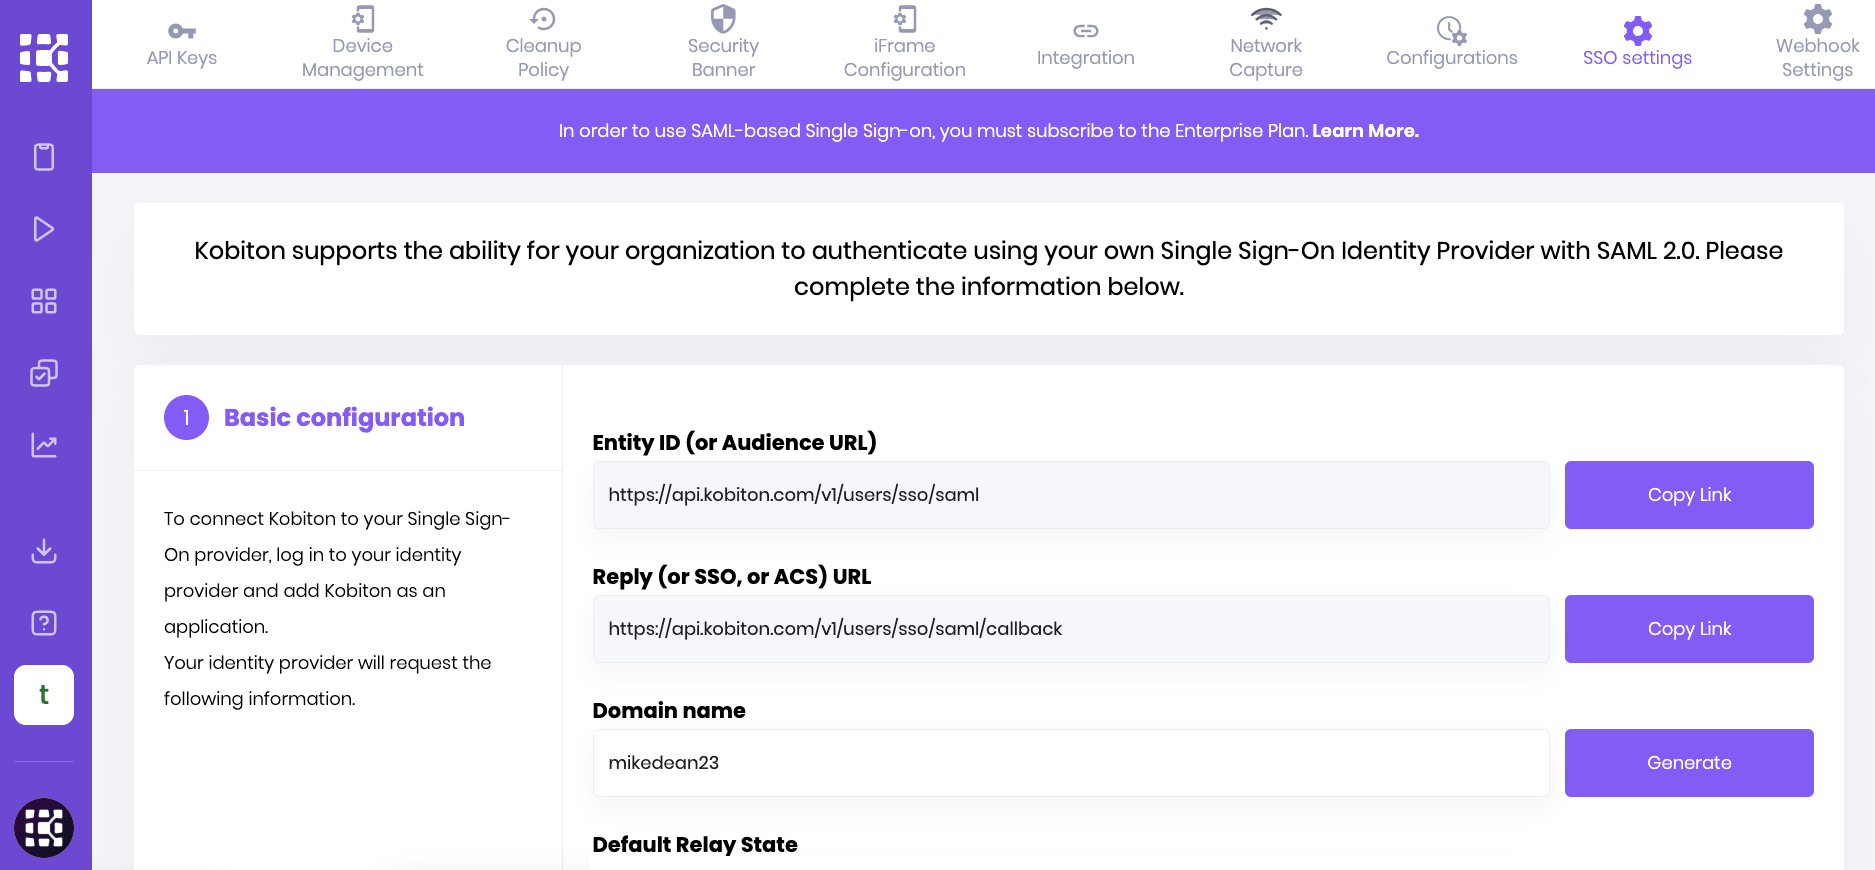 API Keys
Device
Management
Cleanup
Policy
Security
Banner
iFrame
Configuration
Integration
Network
Capture
Configurations
SSO settings
Webhook
Settings
In order to use SAML-based Single Sign-on, you must subscribe to the Enterprise Plan. Learn More.
Kobiton supports the ability for your organization to authenticate using your own Single Sign-On Identity Provider with SAML 2.0. Please
complete the information below.
1 Basic configuration
To connect Kobiton to your Single Sign-
On provider, log in to your identity
provider and add Kobiton as an
application.
Your identity provider will request the
following information.
Entity ID (or Audience URL)
https://api.kobiton.com/v1/users/sso/saml
Copy Link
Reply (or SSO, or ACS) URL
https://api.kobiton.com/v1/users/sso/saml/callback
Copy Link
Domain name
mikedean23
Generate
Default Relay State
t